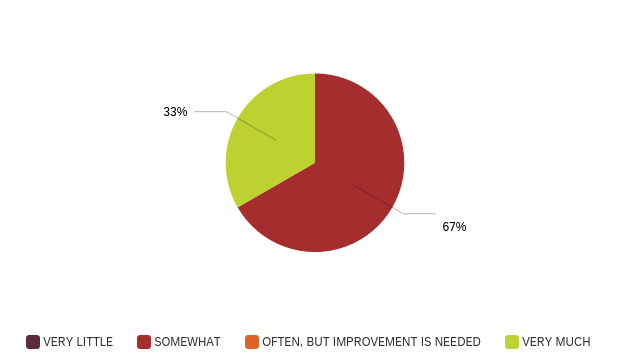 33%
67%
VERY LITTLE SOMEWHAT OFTEN, BUT IMPROVEMENT IS NEEDED VERY MUCH